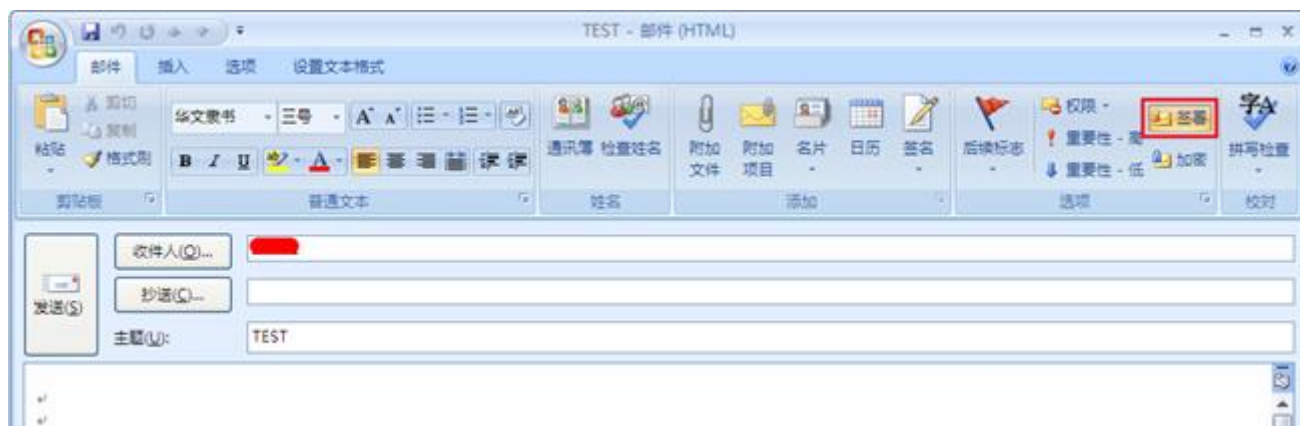 TEST - 邮件 (HTML)
邮件 插入 选项 设置文本格式
粘贴
剪切
复制
格式刷
剪贴板
华文隶书 三号
B I U
普通文本
通讯簿 检查姓名
姓名
附加文件
附加项目
名片
日历
签名
添加
后续标志
权限
重要性 - 高
重要性 - 低
签署
加密
选项
字A
拼写检查
校对
发送(S)
收件人(O)...
抄送(C)...
主题(U):
TEST